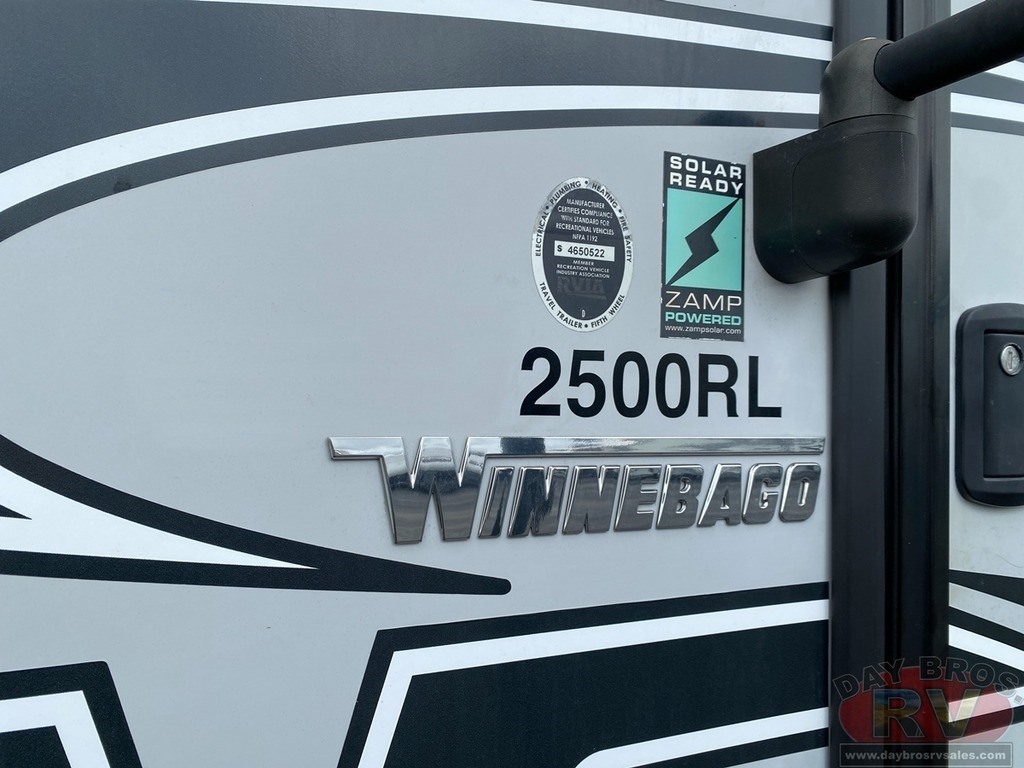 ELECTRICAL • PLUMBING • HEATING • FIRE SAFETY
MANUFACTURER
CERTIFIES COMPLIANCE
WITH STANDARD FOR
RECREATIONAL VEHICLES
NFPA 1192
S 4650522
MEMBER
RECREATION VEHICLE
INDUSTRY ASSOCIATION
RVIA
D
TRAVEL TRAILER • FIFTH WHEEL
SOLAR
READY
ZAMP
POWERED
www.zampsolar.com
2500RL
WINNEBAGO
DAY BROS
RV
www.daybrosrvsales.com